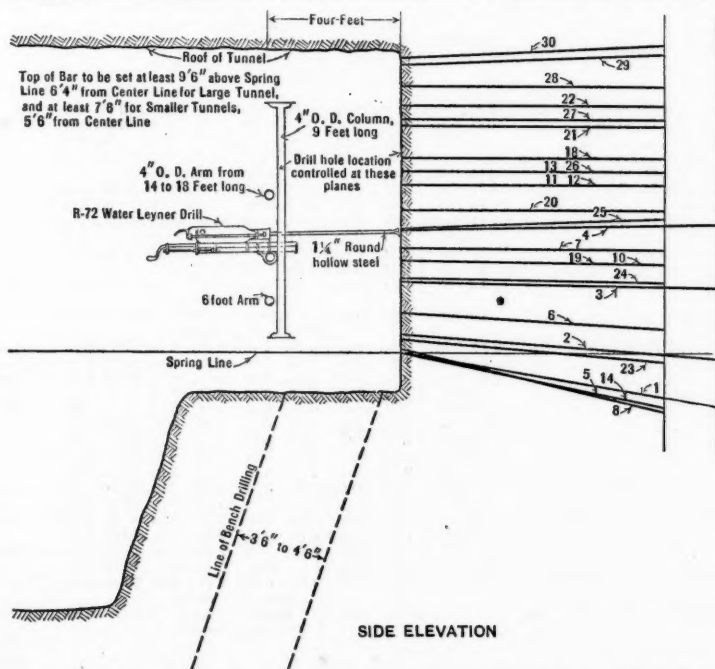 Four-Feet
Roof of Tunnel
Top of Bar to be set at least 9'6" above Spring
Line 6'4" from Center Line for Large Tunnel,
and at least 7'6" for Smaller Tunnels,
5'6" from Center Line
4" O. D. Column,
9 Feet long
Drill hole location
controlled at these
planes
4" O. D. Arm from
14 to 18 Feet long
R-72 Water Leyner Drill
1¼" Round
hollow steel
6 foot Arm
Spring Line
30
29
28
22
27
21
18
13 26
11 12
20
25
4
7
19 10
24
3
6
2
23
5 14 1
8
Line of Bench Drilling
3'6" to 4'6"
SIDE ELEVATION